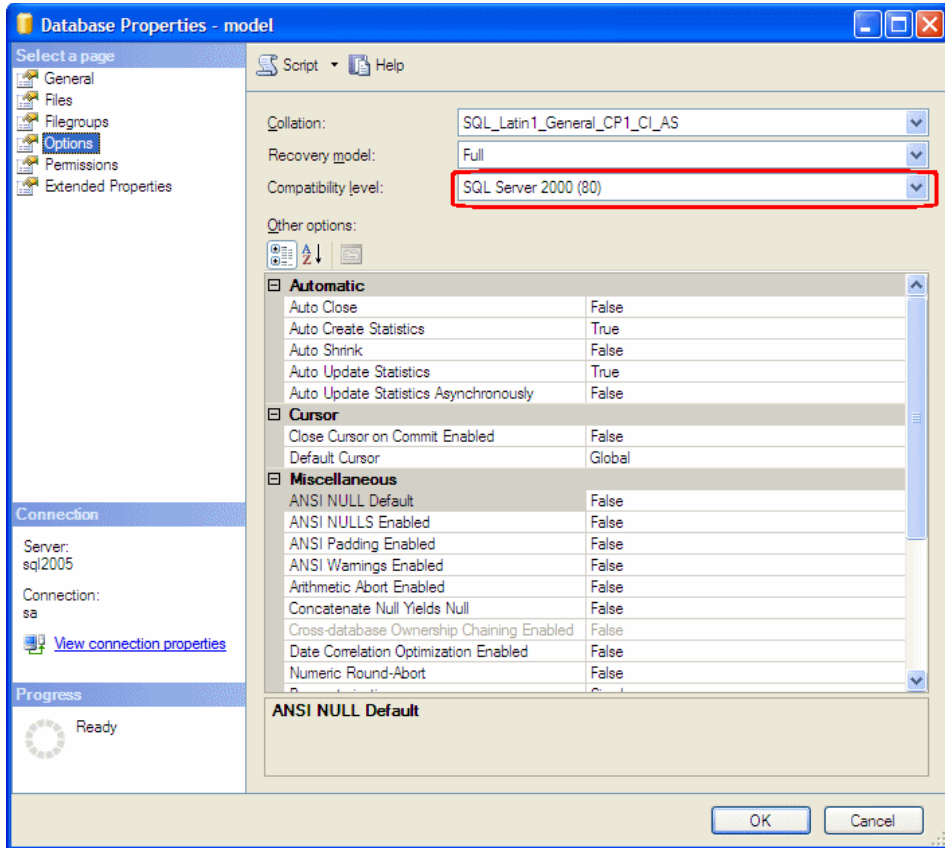 Database Properties - model
Select a page
General
Files
Filegroups
Options
Permissions
Extended Properties
Connection
Server:
sql2005
Connection:
sa
View connection properties
Progress
Ready
Script Help
Collation: SQL_Latin1_General_CP1_CI_AS
Recovery model: Full
Compatibility level: SQL Server 2000 (80)
Other options:
Automatic
Auto Close False
Auto Create Statistics True
Auto Shrink False
Auto Update Statistics True
Auto Update Statistics Asynchronously False
Cursor
Close Cursor on Commit Enabled False
Default Cursor Global
Miscellaneous
ANSI NULL Default False
ANSI NULLS Enabled False
ANSI Padding Enabled False
ANSI Warnings Enabled False
Arithmetic Abort Enabled False
Concatenate Null Yields Null False
Cross-database Ownership Chaining Enabled False
Date Correlation Optimization Enabled False
Numeric Round-Abort False
ANSI NULL Default
OK Cancel